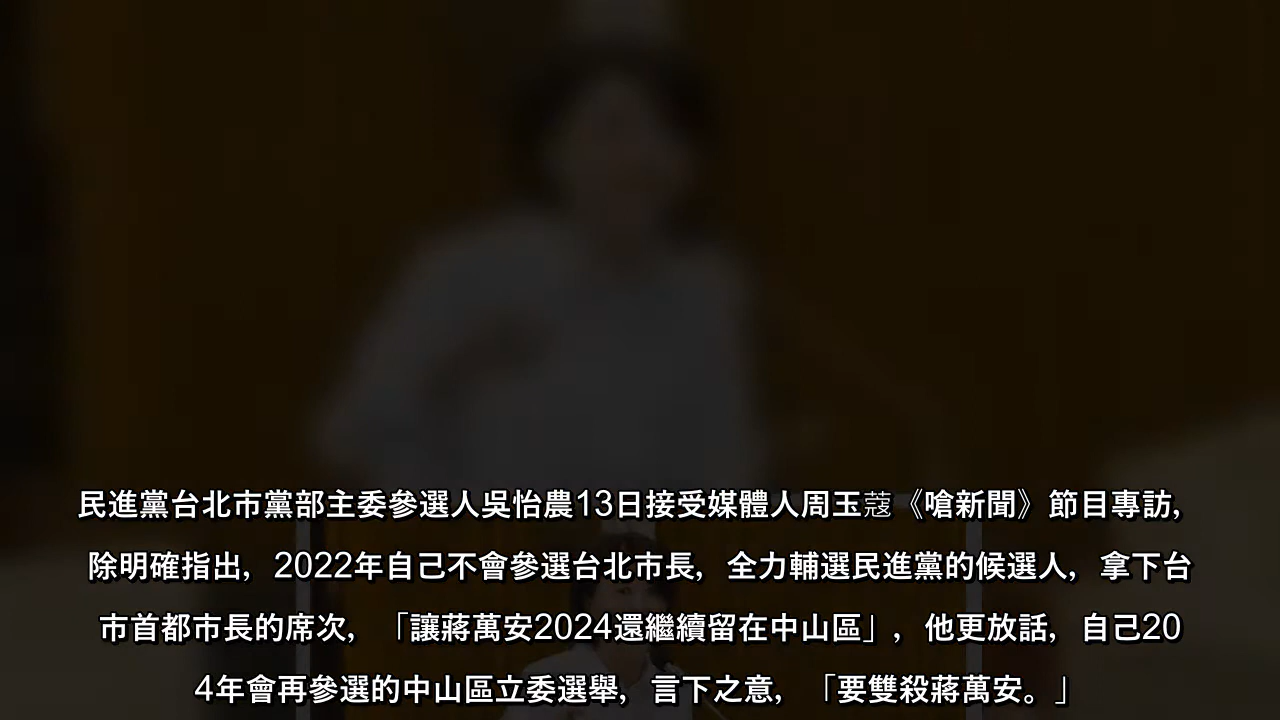 民進黨台北市黨部主委參選人吳怡農13日接受媒體人周玉蔻《嗆新聞》節目專訪,
除明確指出, 2022年自己不會參選台北市長, 全力輔選民進黨的候選人, 拿下台
市首都市長的席次, 「讓蔣萬安2024還繼續留在中山區」, 他更放話, 自己20
4年會再參選的中山區立委選舉, 言下之意, 「要雙殺蔣萬安。」